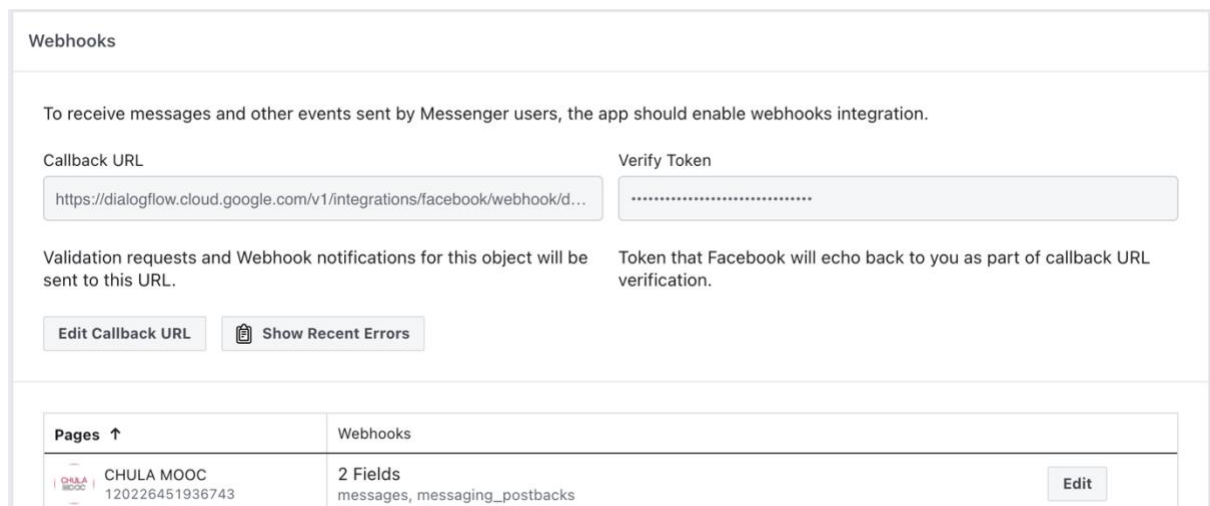 Webhooks
To receive messages and other events sent by Messenger users, the app should enable webhooks integration.
Callback URL
Verify Token
https://dialogflow.cloud.google.com/v1/integrations/facebook/webhook/d...
••••••••••••••••••••••••••••••••
Validation requests and Webhook notifications for this object will be
sent to this URL.
Token that Facebook will echo back to you as part of callback URL
verification.
Edit Callback URL
Show Recent Errors
Pages ↑
Webhooks
CHULA
MOOC
CHULA MOOC
120226451936743
2 Fields
messages, messaging_postbacks
Edit